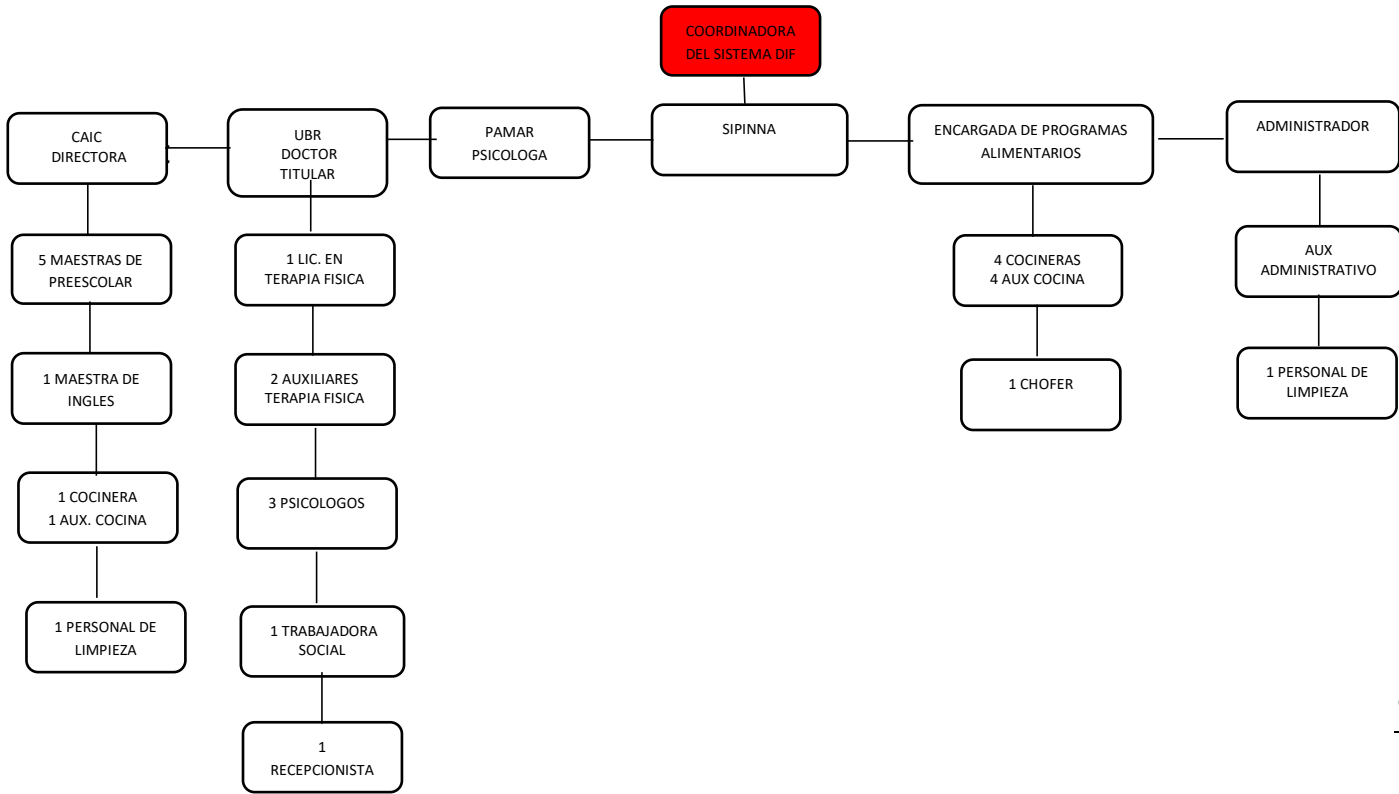 COORDINADORA
DEL SISTEMA DIF
CAIC
DIRECTORA
UBR
DOCTOR
TITULAR
PAMAR
PSICOLOGA
SIPINNA
ENCARGADA DE PROGRAMAS
ALIMENTARIOS
ADMINISTRADOR
5 MAESTRAS DE
PREESCOLAR
1 LIC. EN
TERAPIA FISICA
4 COCINERAS
4 AUX COCINA
AUX
ADMINISTRATIVO
1 MAESTRA DE
INGLES
2 AUXILIARES
TERAPIA FISICA
1 CHOFER
1 PERSONAL DE
LIMPIEZA
1 COCINERA
1 AUX. COCINA
3 PSICOLOGOS
1 PERSONAL DE
LIMPIEZA
1 TRABAJADORA
SOCIAL
1
RECEPCIONISTA